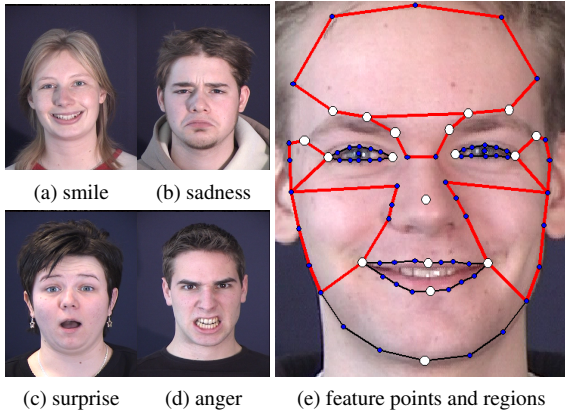 (a) smile
(b) sadness
(c) surprise
(d) anger
(e) feature points and regions